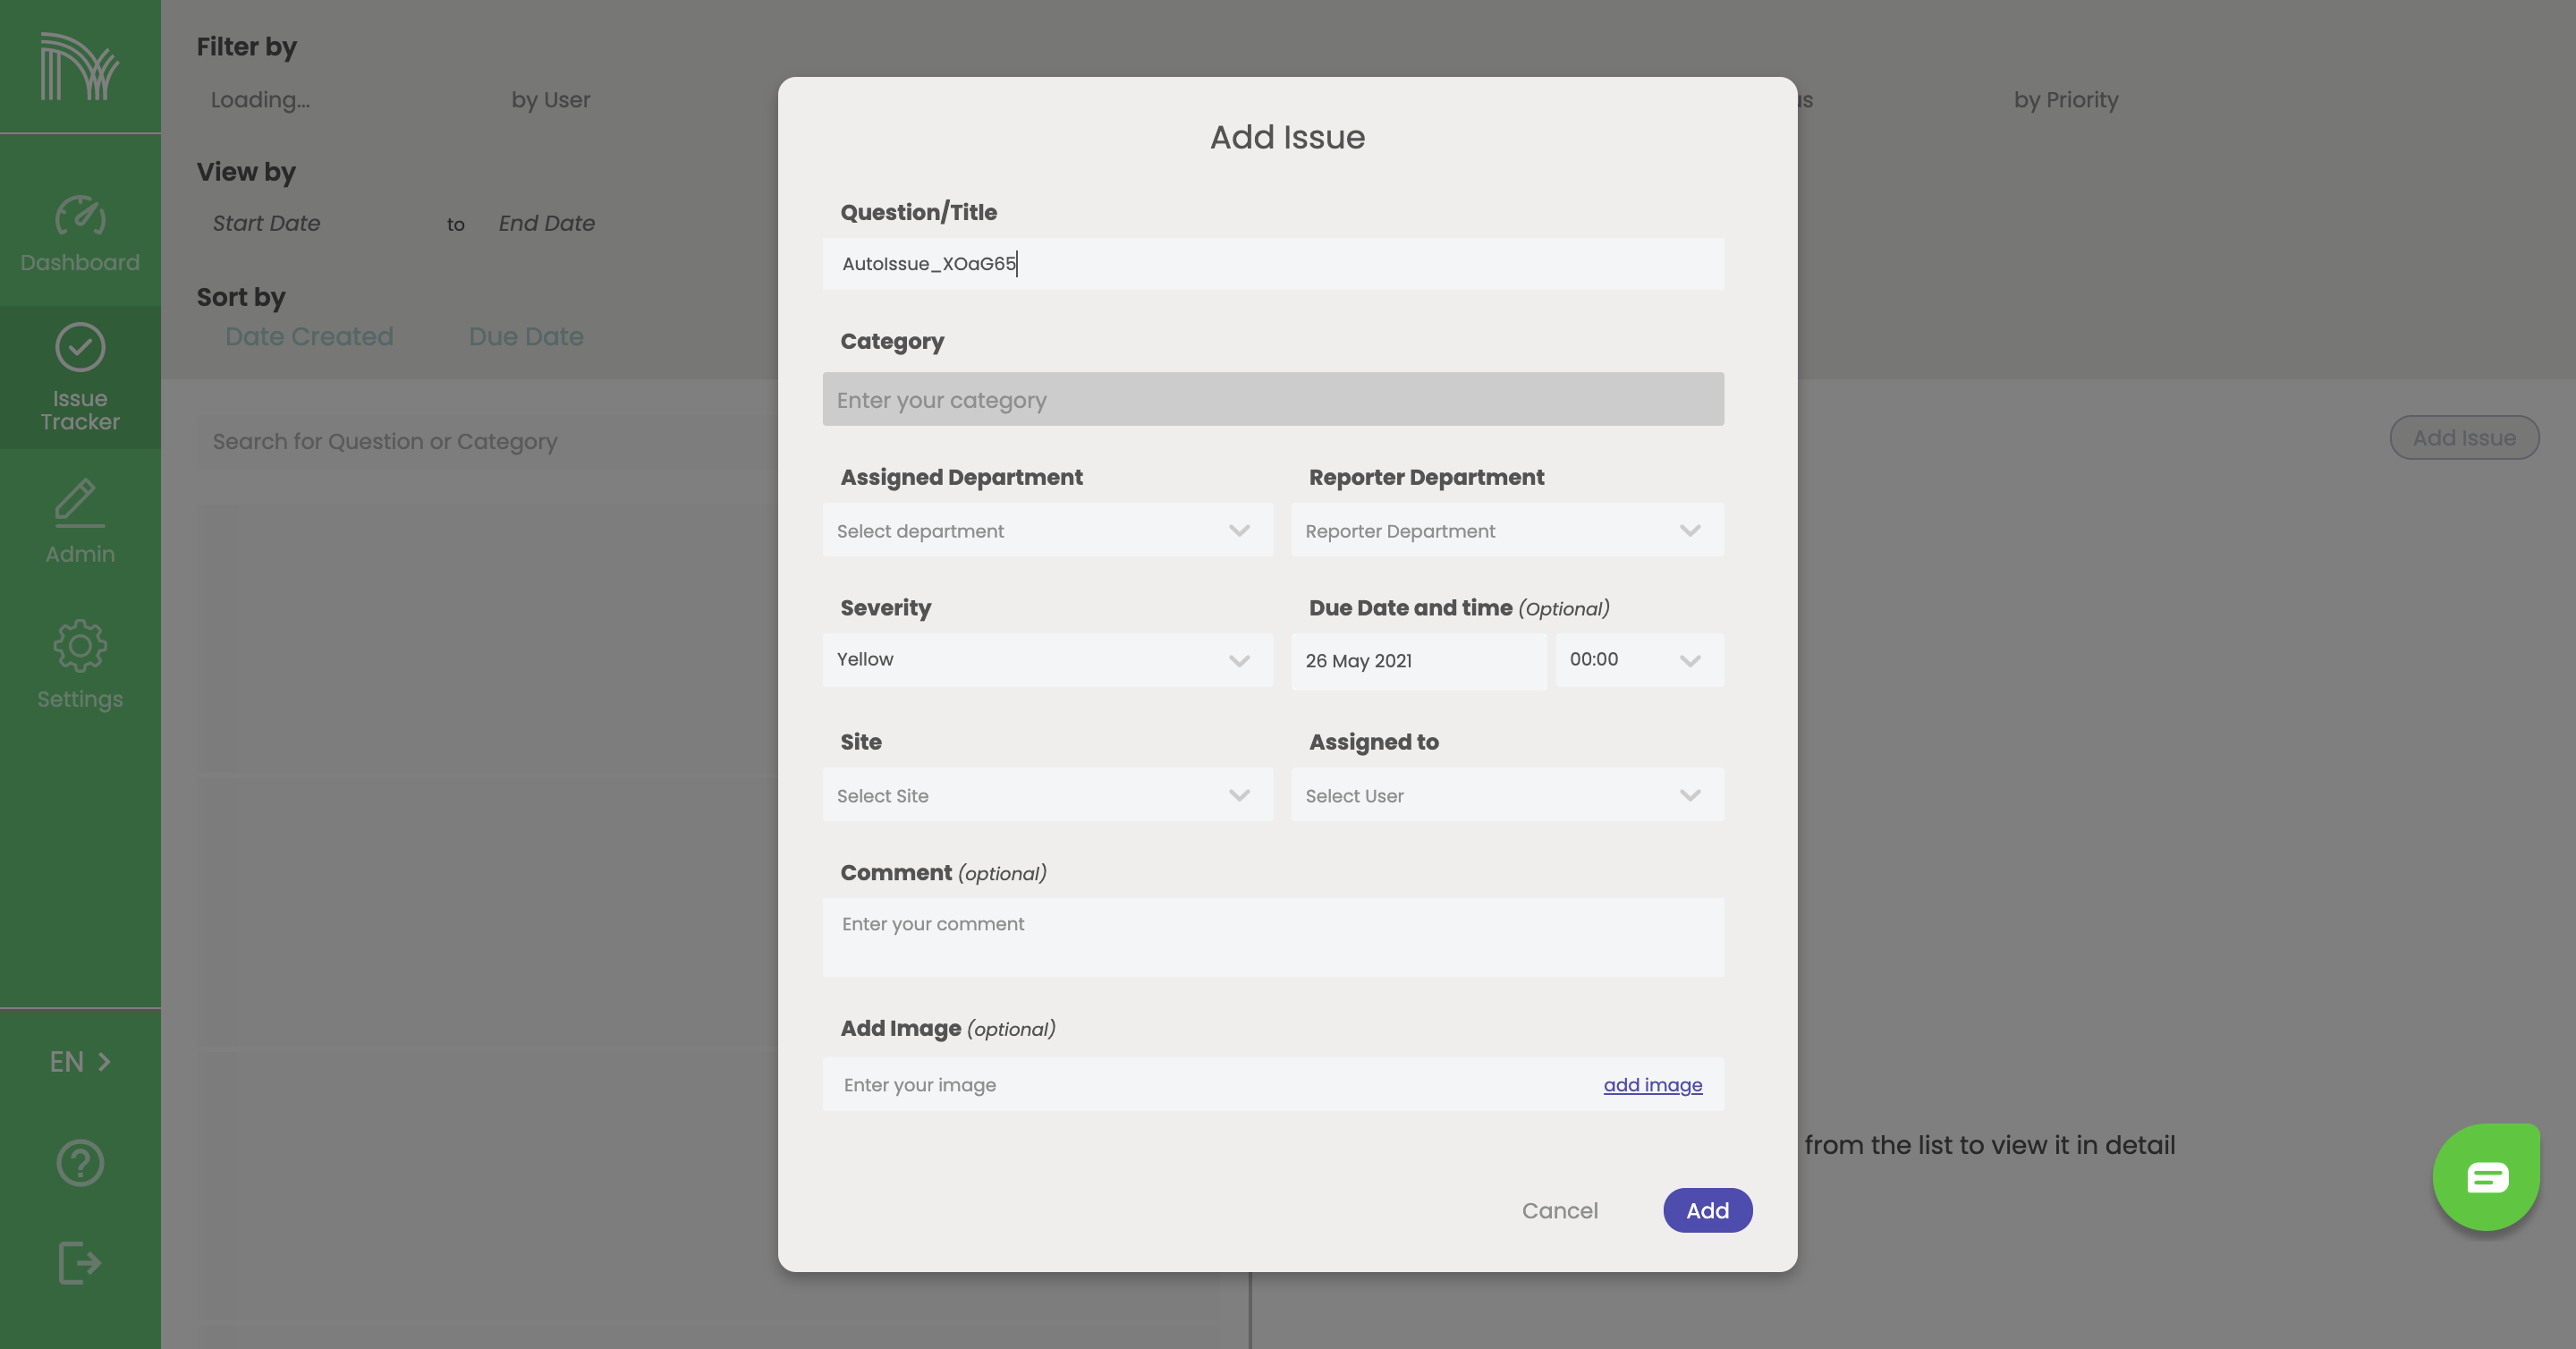 Filter by
Loading...
by User
by Priority
View by
Start Date to End Date
Sort by
Date Created
Due Date
Search for Question or Category
Add Issue
Dashboard
Issue
Tracker
Admin
Settings
EN
Add Issue
Question/Title
AutoIssue_XOaG65
Category
Enter your category
Assigned Department
Reporter Department
Select department
Reporter Department
Severity
Due Date and time (Optional)
Yellow
26 May 2021
00:00
Site
Assigned to
Select Site
Select User
Comment (optional)
Enter your comment
Add Image (optional)
Enter your image
add image
Cancel
Add
from the list to view it in detail